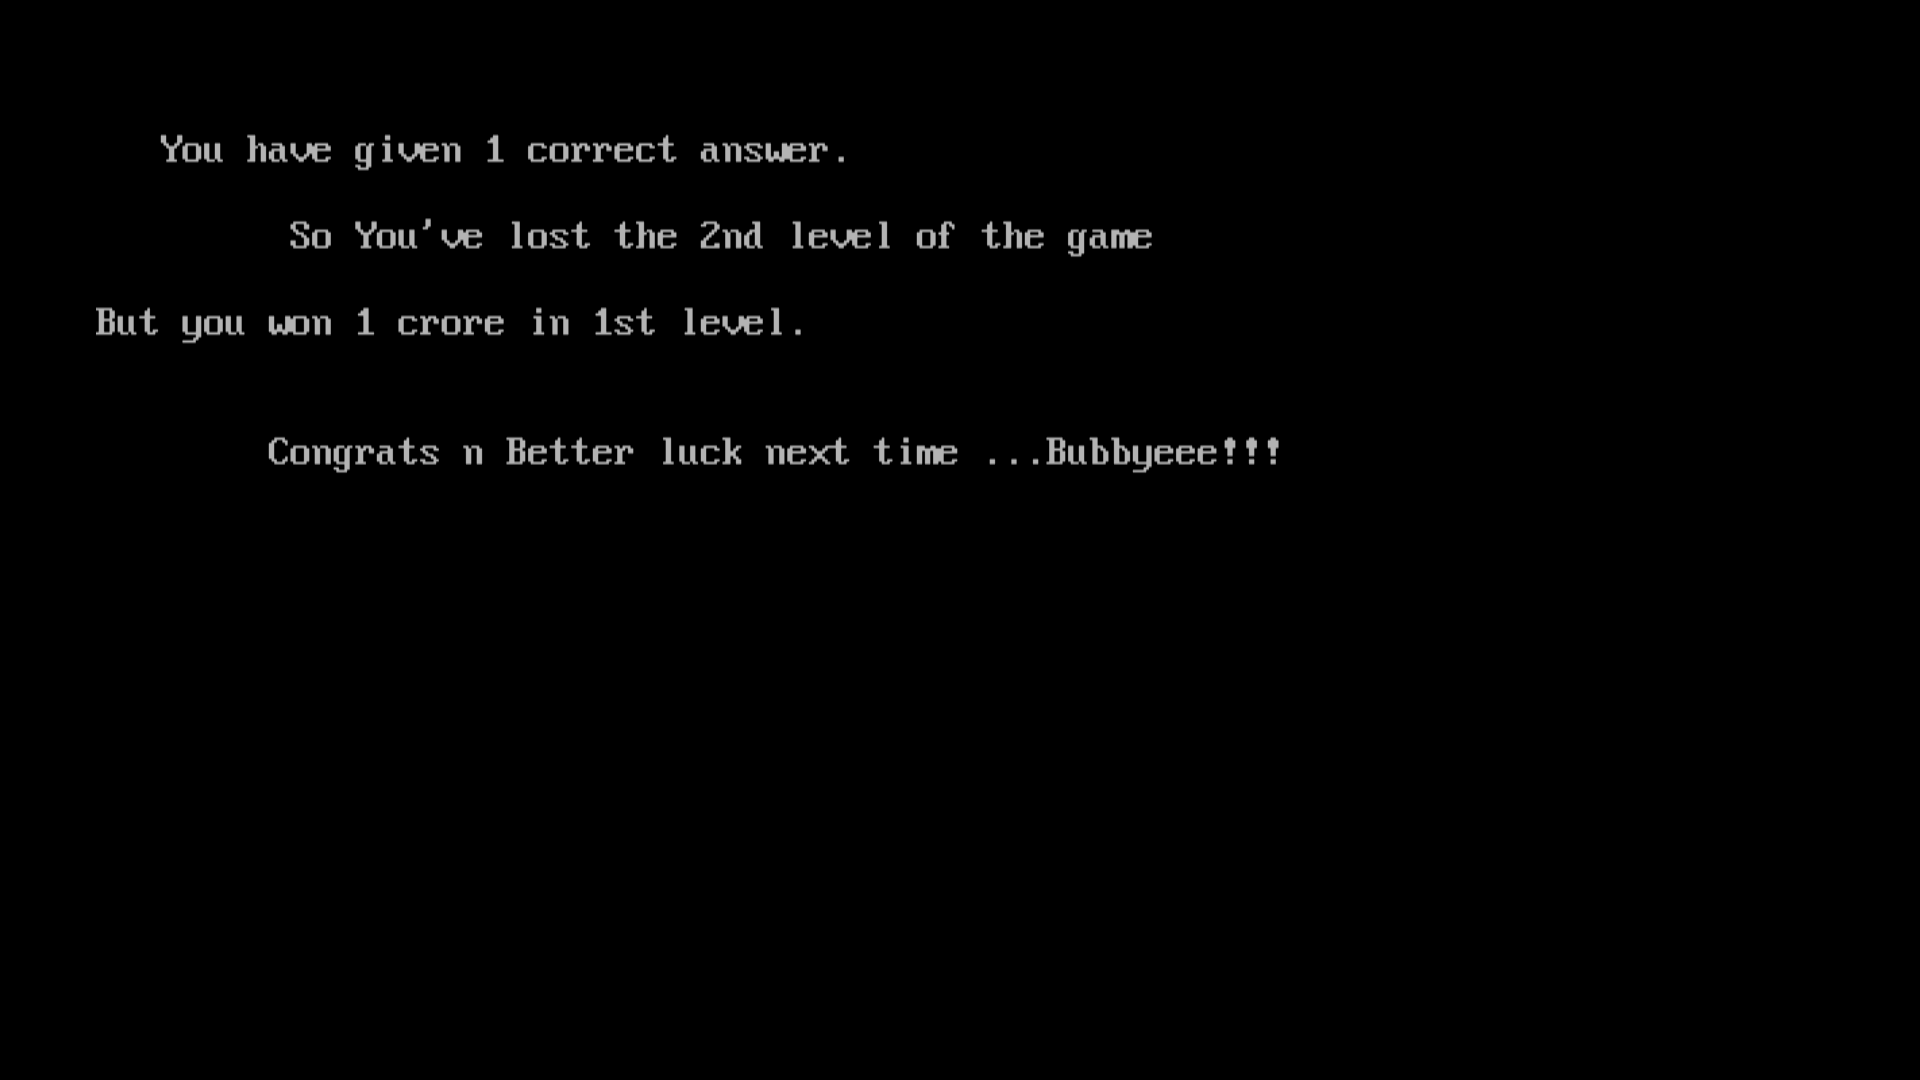 You have given 1 correct answer.
So You've lost the 2nd level of the game
But you won 1 crore in 1st level.
Congrats n Better luck next time ...Bubbyeee!!!